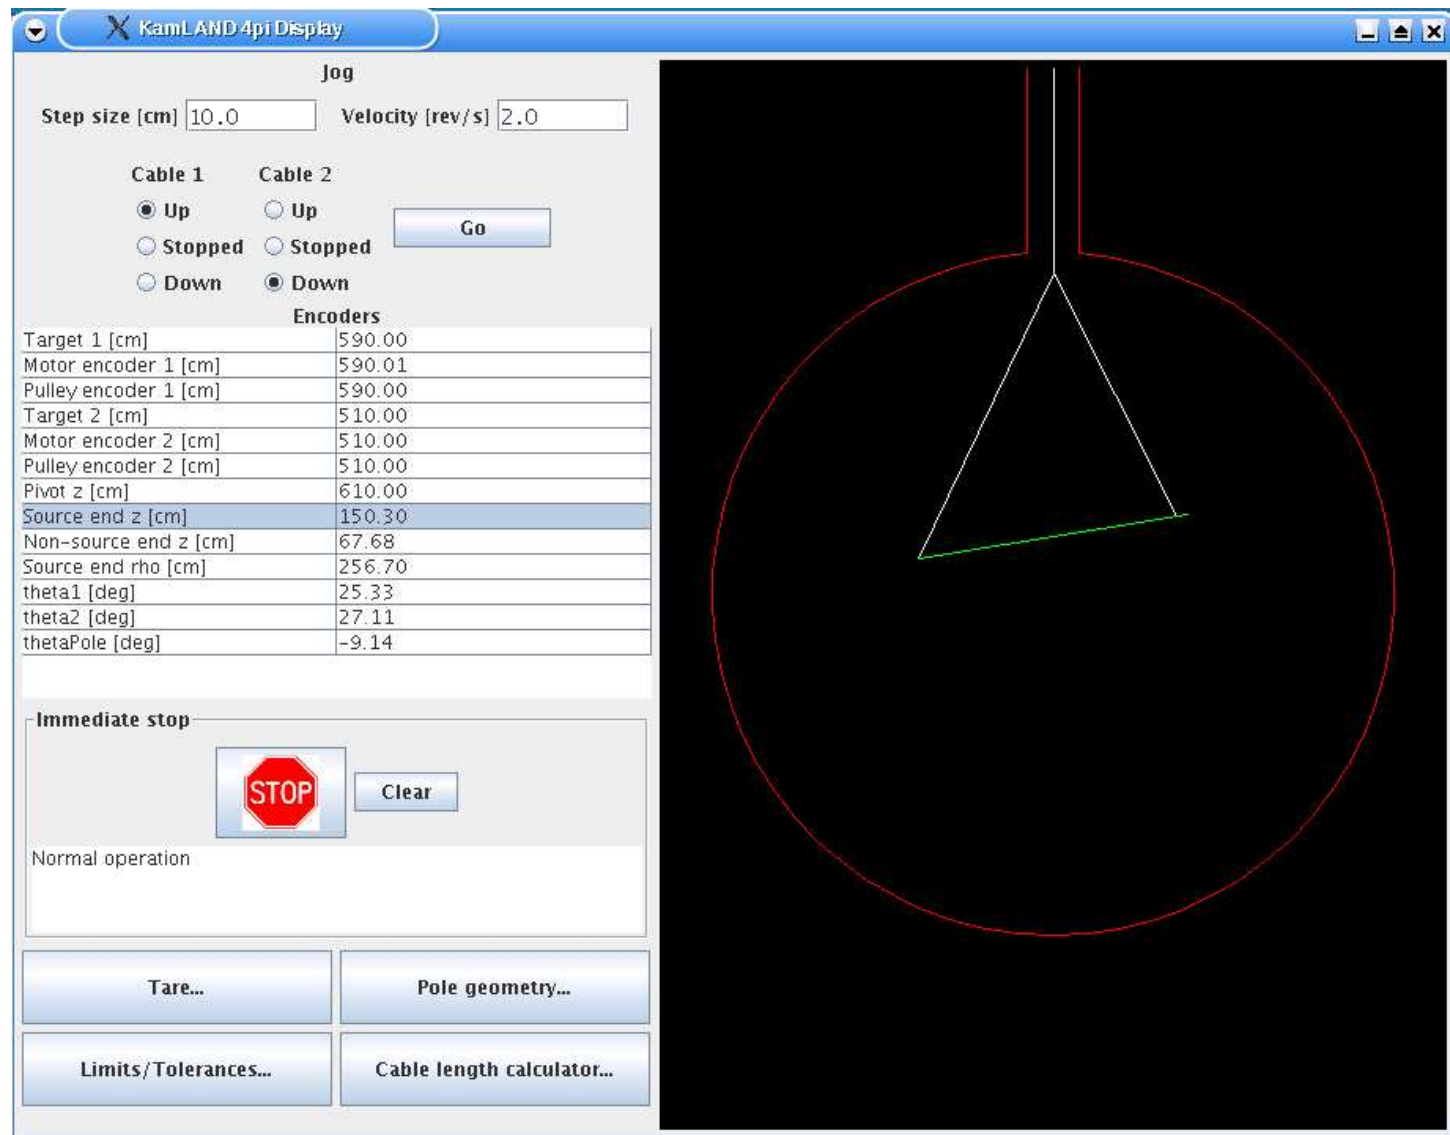 KamLAND 4pi Display
Jog
Step size [cm] 10.0 Velocity [rev/s] 2.0
Cable 1 Cable 2
Up Up
Go
Stopped Stopped
Down Down
Encoders
Target 1 [cm] 590.00
Motor encoder 1 [cm] 590.01
Pulley encoder 1 [cm] 590.00
Target 2 [cm] 510.00
Motor encoder 2 [cm] 510.00
Pulley encoder 2 [cm] 510.00
Pivot z [cm] 610.00
Source end z [cm] 150.30
Non-source end z [cm] 67.68
Source end rho [cm] 256.70
theta1 [deg] 25.33
theta2 [deg] 27.11
thetaPole [deg] -9.14
Immediate stop
STOP Clear
Normal operation
Tare... Pole geometry...
Limits/Tolerances... Cable length calculator...